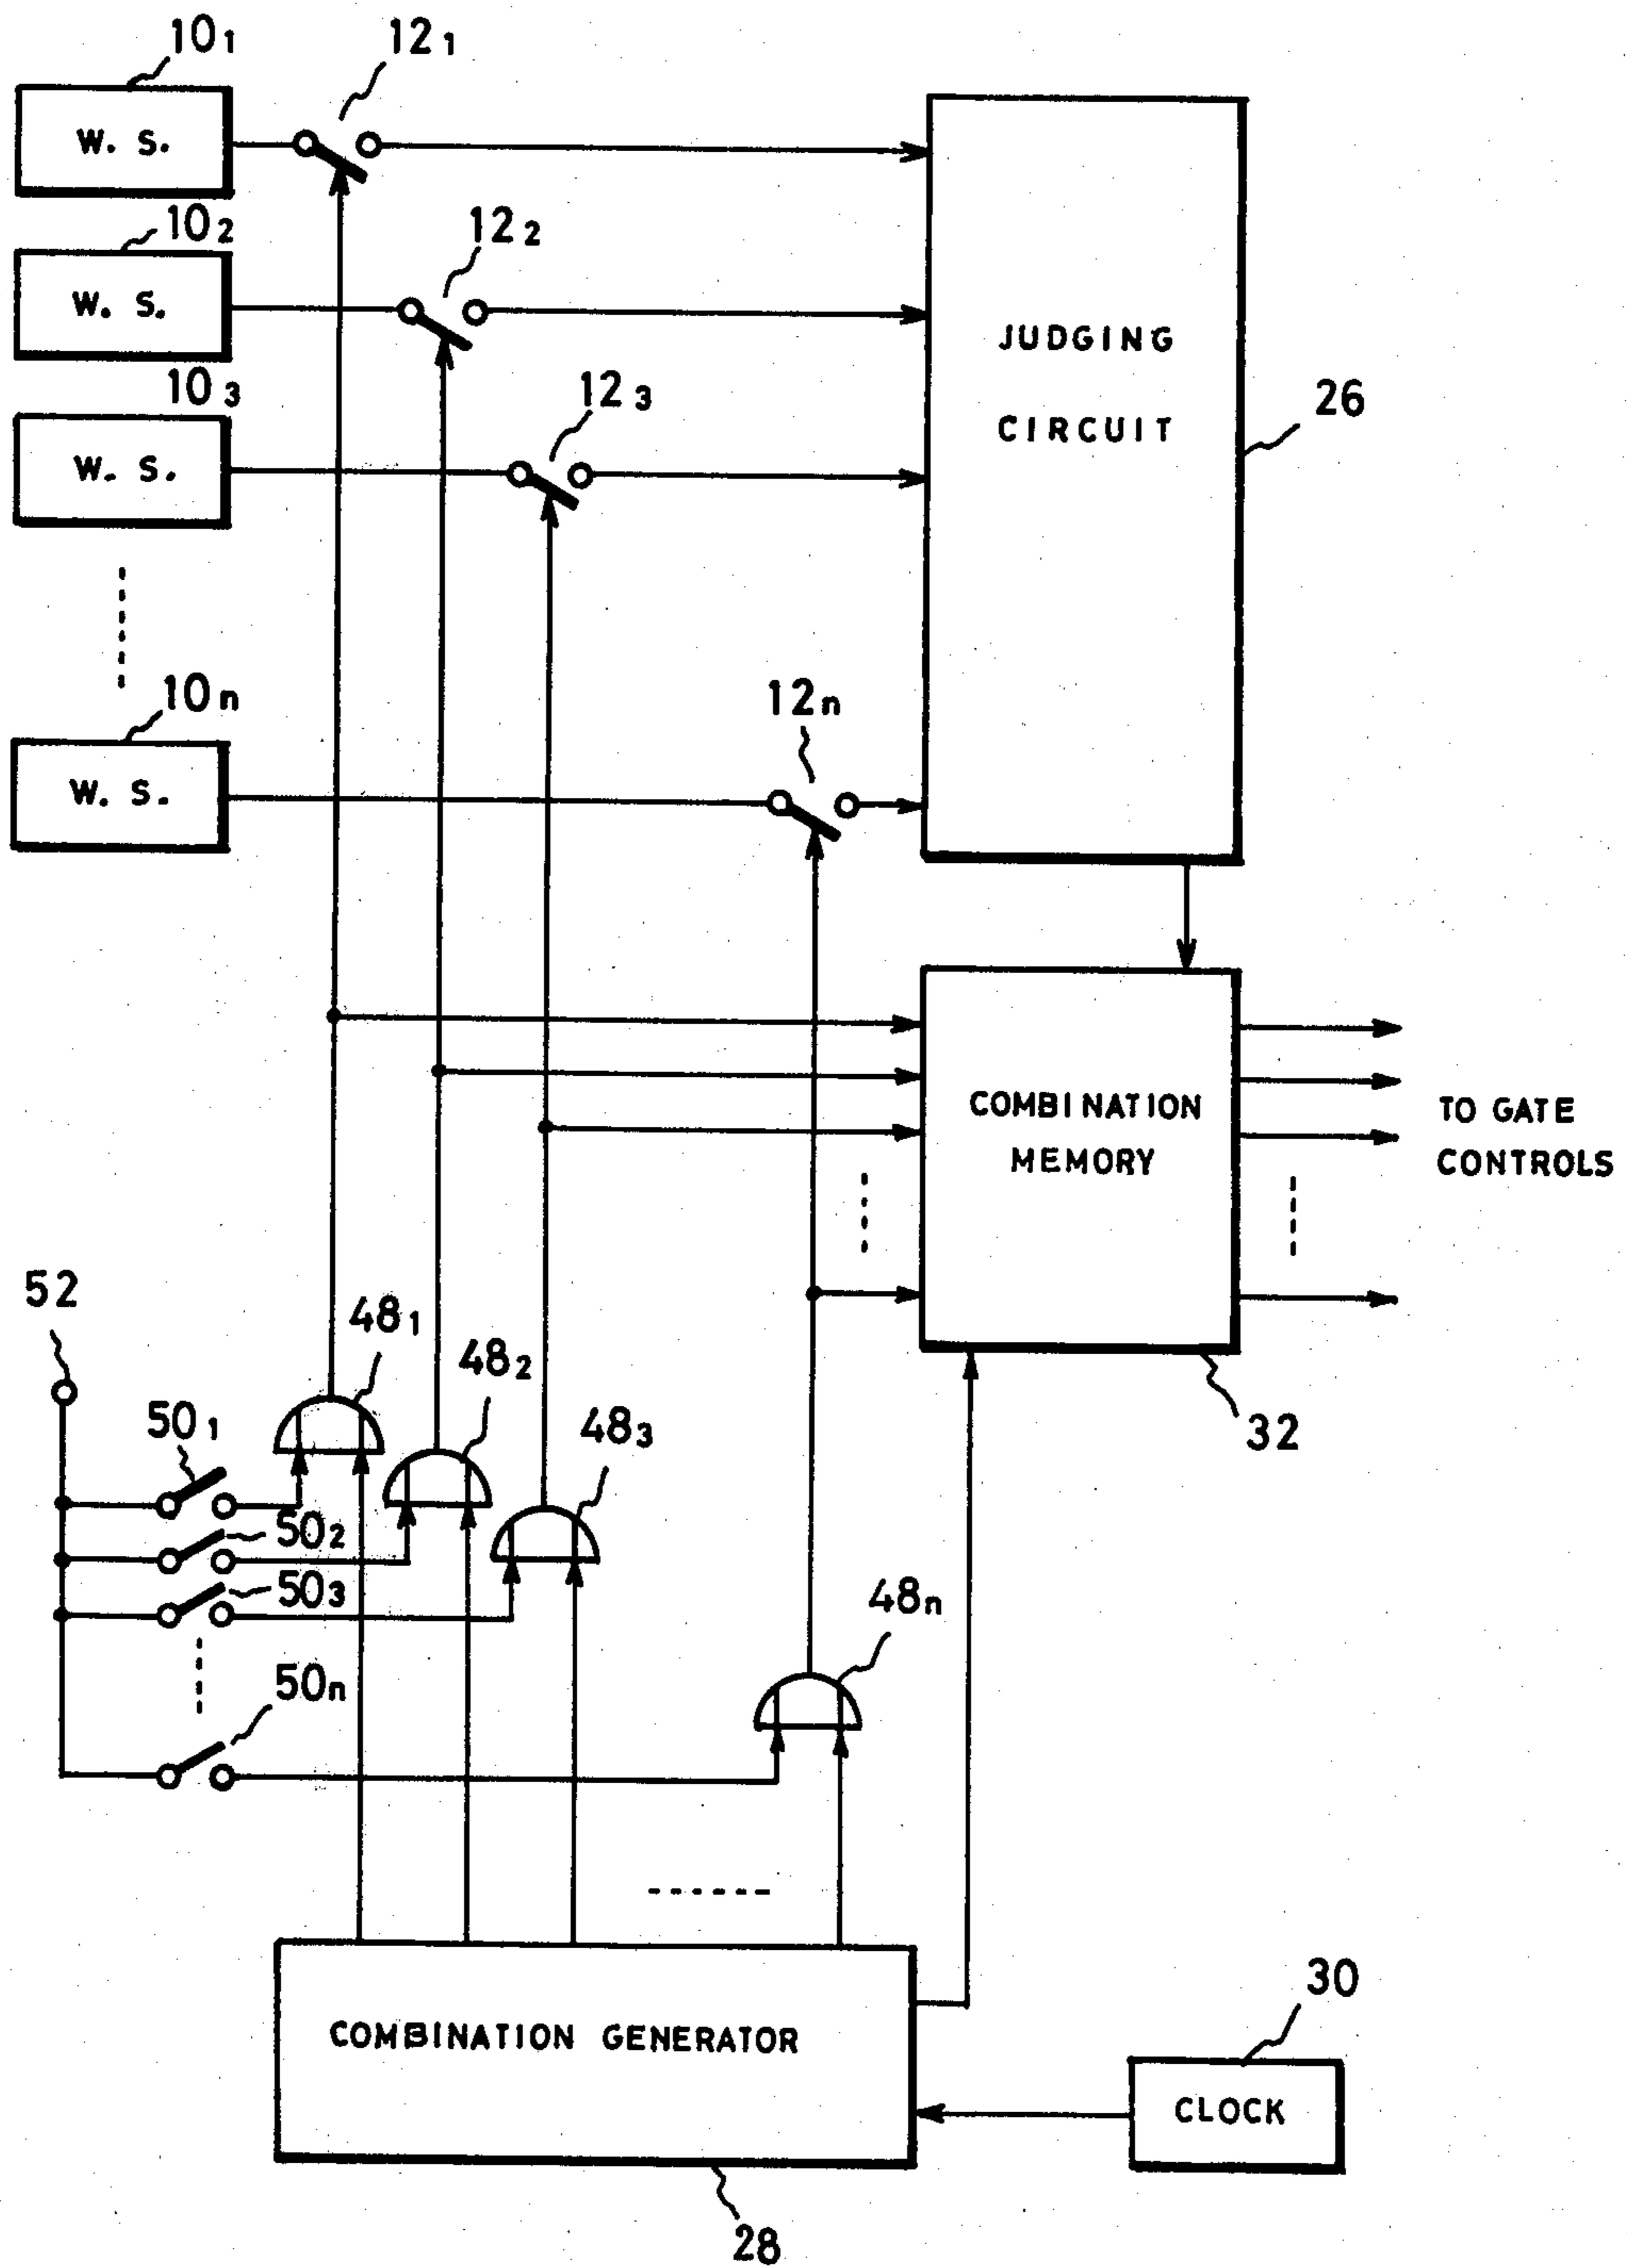 10₁
12₁
W. S.
10₂
12₂
W. S.
JUDGING
CIRCUIT
10₃
12₃
26
W. S.
10n
12n
W. S.
COMBINATION
MEMORY
TO GATE
CONTROLS
52
48₁
48₂
32
50₁
48₃
50₂
50₃
48n
50n
30
COMBINATION GENERATOR
CLOCK
28